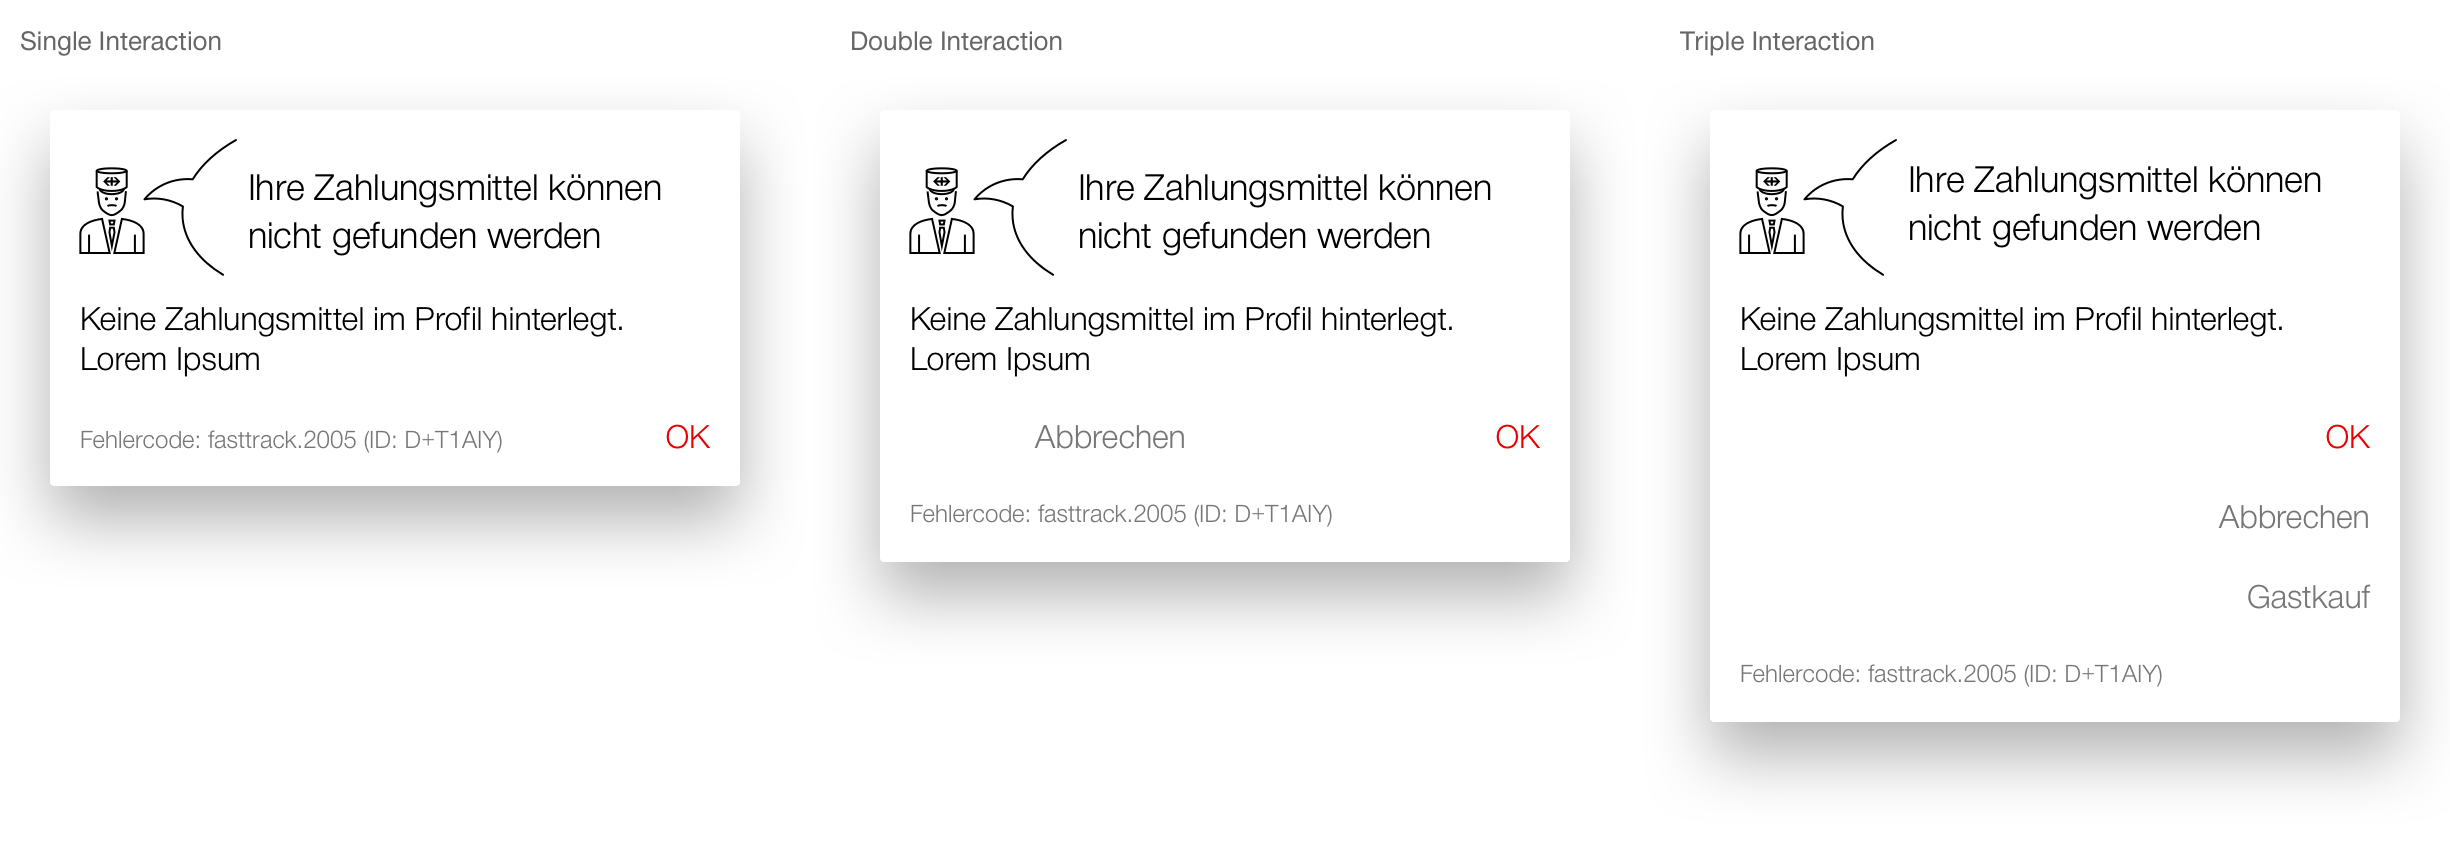 Single Interaction
Ihre Zahlungsmittel können
nicht gefunden werden
Keine Zahlungsmittel im Profil hinterlegt.
Lorem Ipsum
Fehlercode: fasttrack.2005 (ID: D+T1AlY)
OK
Double Interaction
Ihre Zahlungsmittel können
nicht gefunden werden
Keine Zahlungsmittel im Profil hinterlegt.
Lorem Ipsum
Abbrechen
OK
Fehlercode: fasttrack.2005 (ID: D+T1AlY)
Triple Interaction
Ihre Zahlungsmittel können
nicht gefunden werden
Keine Zahlungsmittel im Profil hinterlegt.
Lorem Ipsum
OK
Abbrechen
Gastkauf
Fehlercode: fasttrack.2005 (ID: D+T1AlY)